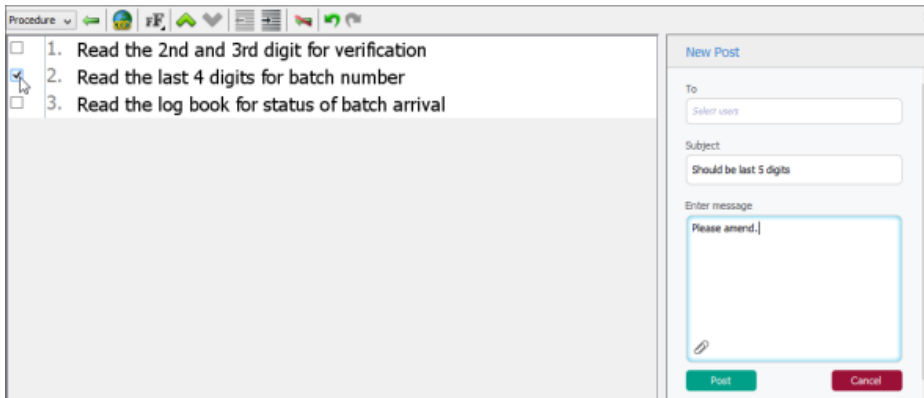 Procedure
FF
1. Read the 2nd and 3rd digit for verification
2. Read the last 4 digits for batch number
3. Read the log book for status of batch arrival
New Post
To
Select users
Subject
Should be last 5 digits
Enter message
Please amend.
Post Cancel